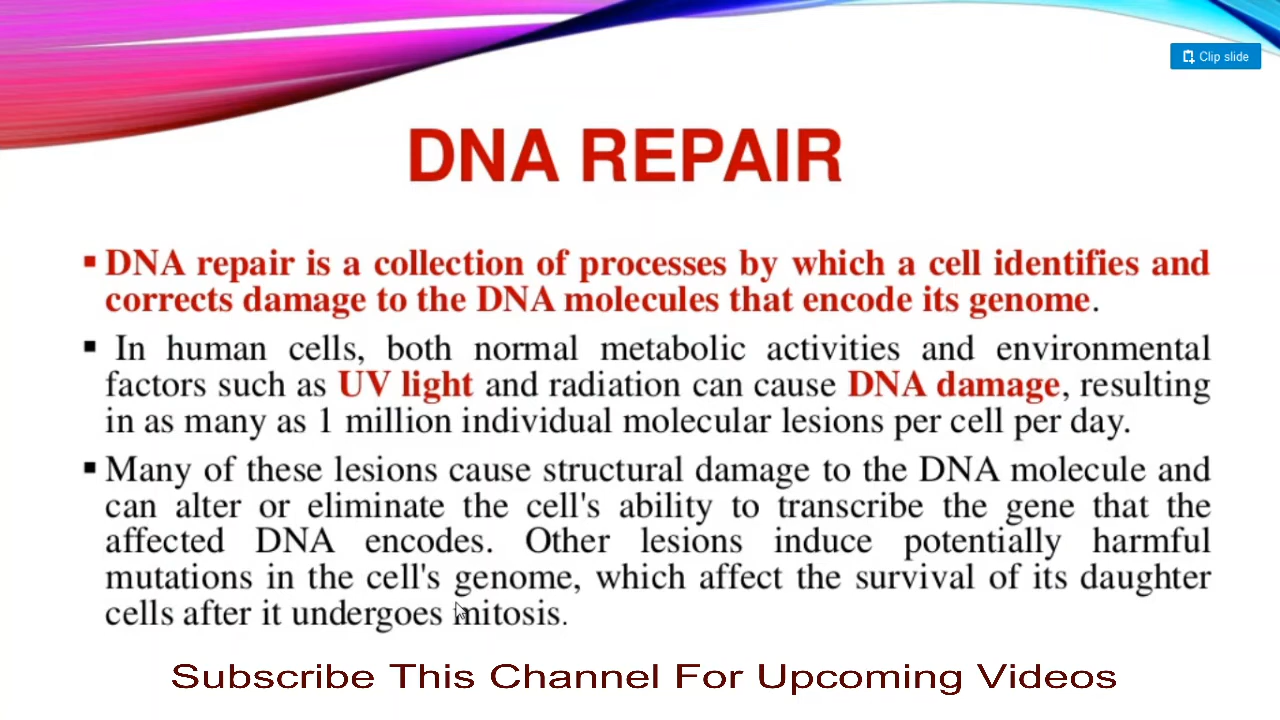 Clip slide
DNA REPAIR
▪ DNA repair is a collection of processes by which a cell identifies and
corrects damage to the DNA molecules that encode its genome.
▪ In human cells, both normal metabolic activities and environmental
factors such as UV light and radiation can cause DNA damage, resulting
in as many as 1 million individual molecular lesions per cell per day.
▪ Many of these lesions cause structural damage to the DNA molecule and
can alter or eliminate the cell's ability to transcribe the gene that the
affected DNA encodes. Other lesions induce potentially harmful
mutations in the cell's genome, which affect the survival of its daughter
cells after it undergoes mitosis.
Subscribe This Channel For Upcoming Videos